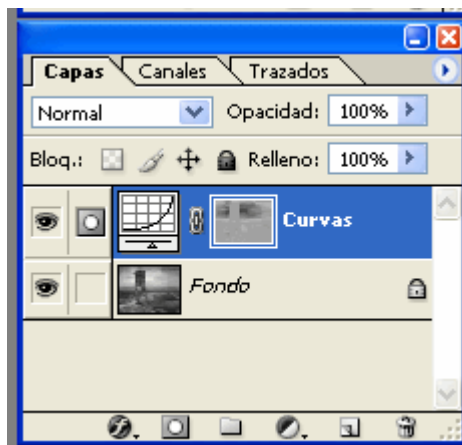 Capas Canales Trazados
Normal Opacidad: 100%
Bloq.: Relleno: 100%
Curvas
Fondo